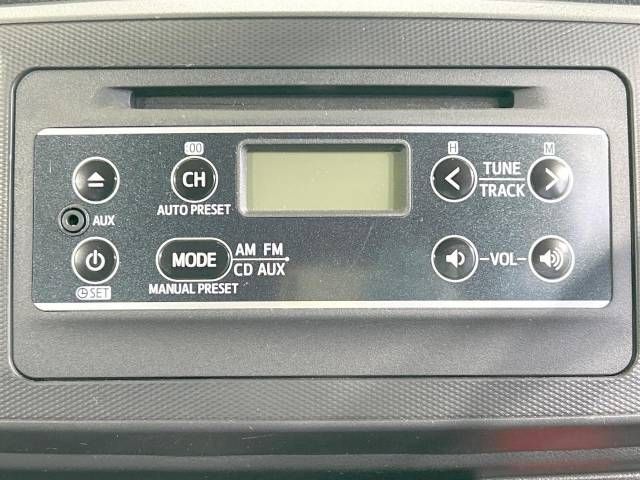 :00
H
M
CH
TUNE
TRACK
AUTO PRESET
AUX
MODE
AM FM
CD AUX
VOL
SET
MANUAL PRESET